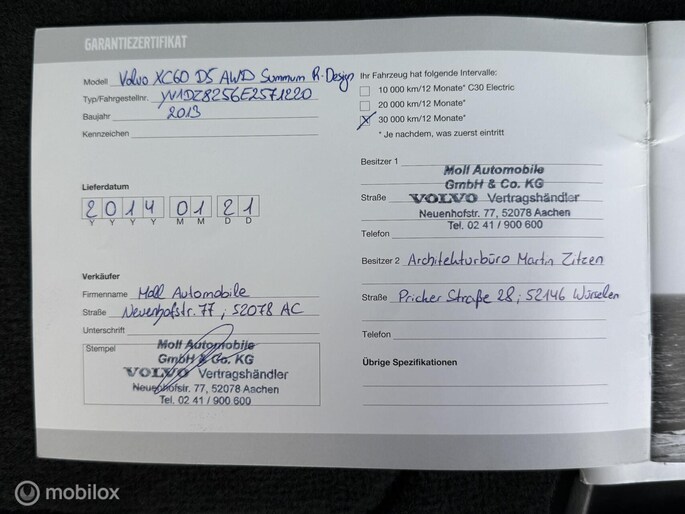 GARANTIEZERTIFIKAT
Modell Volvo XC60 D5 AWD Summum R-Design
Typ/Fahrgestellnr. YV1DZ8256E2571220
Baujahr 2013
Kennzeichen
Lieferdatum
2 0 1 4 0 1 2 1
Y Y Y Y M M D D
Verkäufer
Firmenname Moll Automobile
Straße Neuenhofstr. 77, 52078 AC
Unterschrift
Stempel Moll Automobile
GmbH & Co. KG
VOLVO Vertragshändler
Neuenhofstr. 77, 52078 Aachen
Tel. 02 41 / 900 600
Ihr Fahrzeug hat folgende Intervalle:
10 000 km/12 Monate* C30 Electric
20 000 km/12 Monate*
X 30 000 km/12 Monate*
* Je nachdem, was zuerst eintritt
Besitzer 1 Moll Automobile
GmbH & Co. KG
Straße VOLVO Vertragshändler
Neuenhofstr. 77, 52078 Aachen
Telefon Tel. 02 41 / 900 600
Besitzer 2 Architekturbüro Martin Zitzen
Straße Pricher Straße 28; 52146 Würselen
Telefon
Übrige Spezifikationen
mobilox